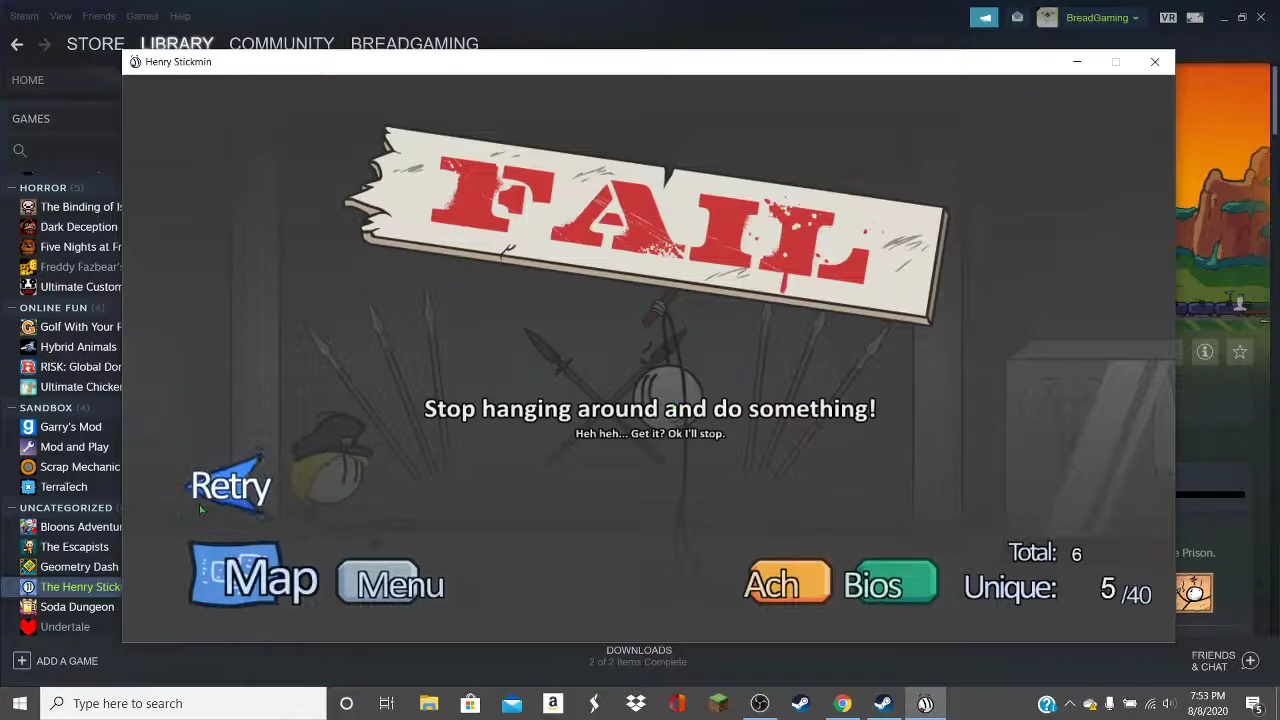 Steam View Friends Games Help
BreadGaming
VR
STORE LIBRARY COMMUNITY BREADGAMING
Henry Stickmin
HOME
GAMES
HORROR (5)
The Binding of Is
Dark Deception
Five Nights at Fr
Freddy Fazbear's
Ultimate Custom
ONLINE FUN (4)
Golf With Your F
Hybrid Animals
RISK: Global Dor
Ultimate Chicker
SANDBOX (4)
Garry's Mod
Mod and Play
Scrap Mechanic
TerraTech
UNCATEGORIZED (
Bloons Adventur
The Escapists
Geometry Dash
The Henry Stick
Soda Dungeon
Undertale
FAIL
Stop hanging around and do something!
Heh heh... Get it? Ok I'll stop.
Retry
Map Menu
Ach Bios
Total: 6
Unique: 5 /40
e Prison.
ADD A GAME
DOWNLOADS
2 of 2 Items Complete
FRIENDS
& CHAT
Type here to search
7:53 PM
8/8/2020
5